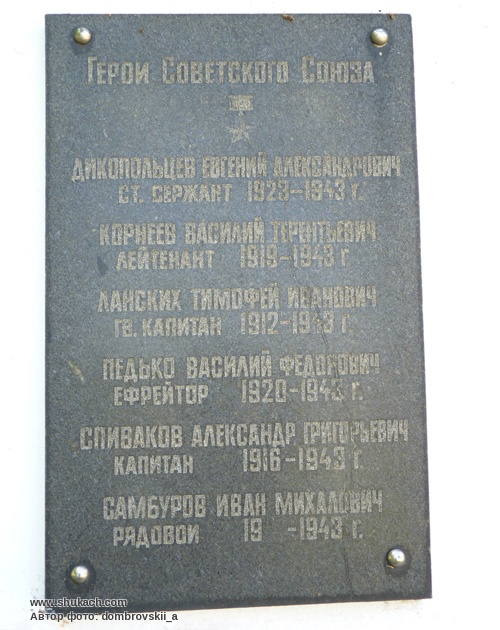 Герои Советского Союза
ДИКОПОЛЬЦЕВ ЕВГЕНИЙ АЛЕКСАНДРОВИЧ
СТ. СЕРЖАНТ 1923–1943 г.
КОРНЕЕВ ВАСИЛИЙ ТЕРЕНТЬЕВИЧ
ЛЕЙТЕНАНТ 1919–1943 г
ЛАНСКИХ ТИМОФЕЙ ИВАНОВИЧ
ГВ. КАПИТАН 1912–1943 г.
ПЕДЬКО ВАСИЛИЙ ФЕДОРОВИЧ
ЕФРЕЙТОР 1920–1943 г.
СПИВАКОВ АЛЕКСАНДР ГРИГОРЬЕВИЧ
КАПИТАН 1916–1943 г.
САМБУРОВ ИВАН МИХАЛОВИЧ
РЯДОВОЙ 19 –1943 г.
www.shukach.com
Автор фото: dombrovskii_a